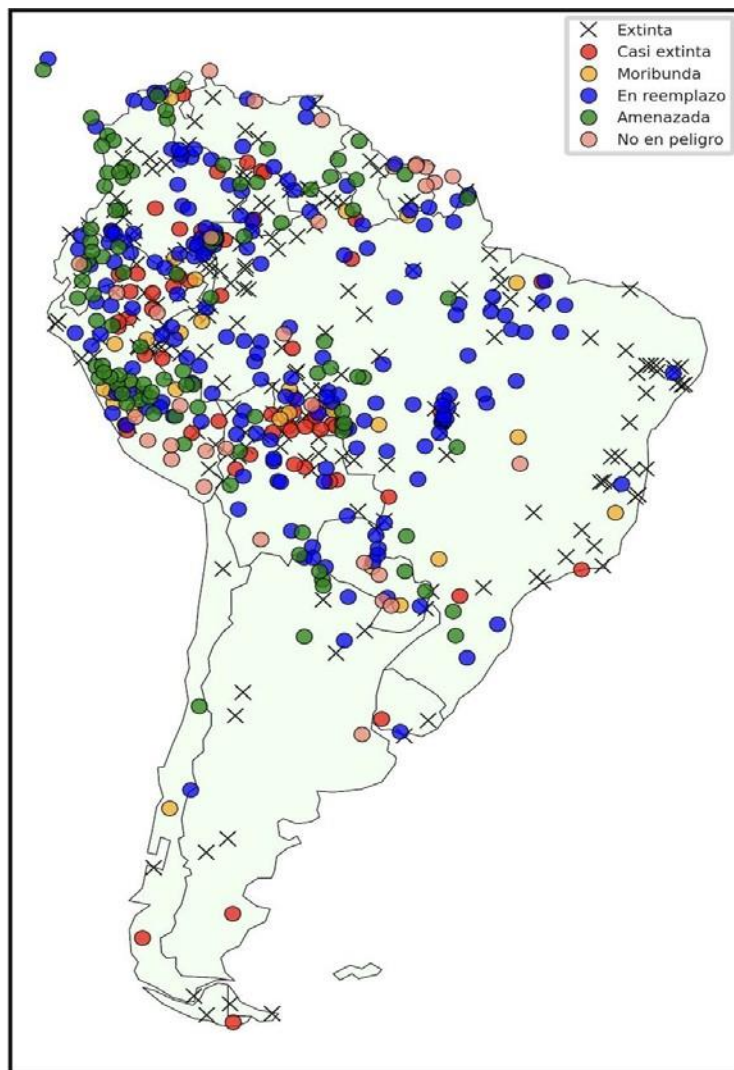 Extinta
Casi extinta
Moribunda
En reemplazo
Amenazada
No en peligro